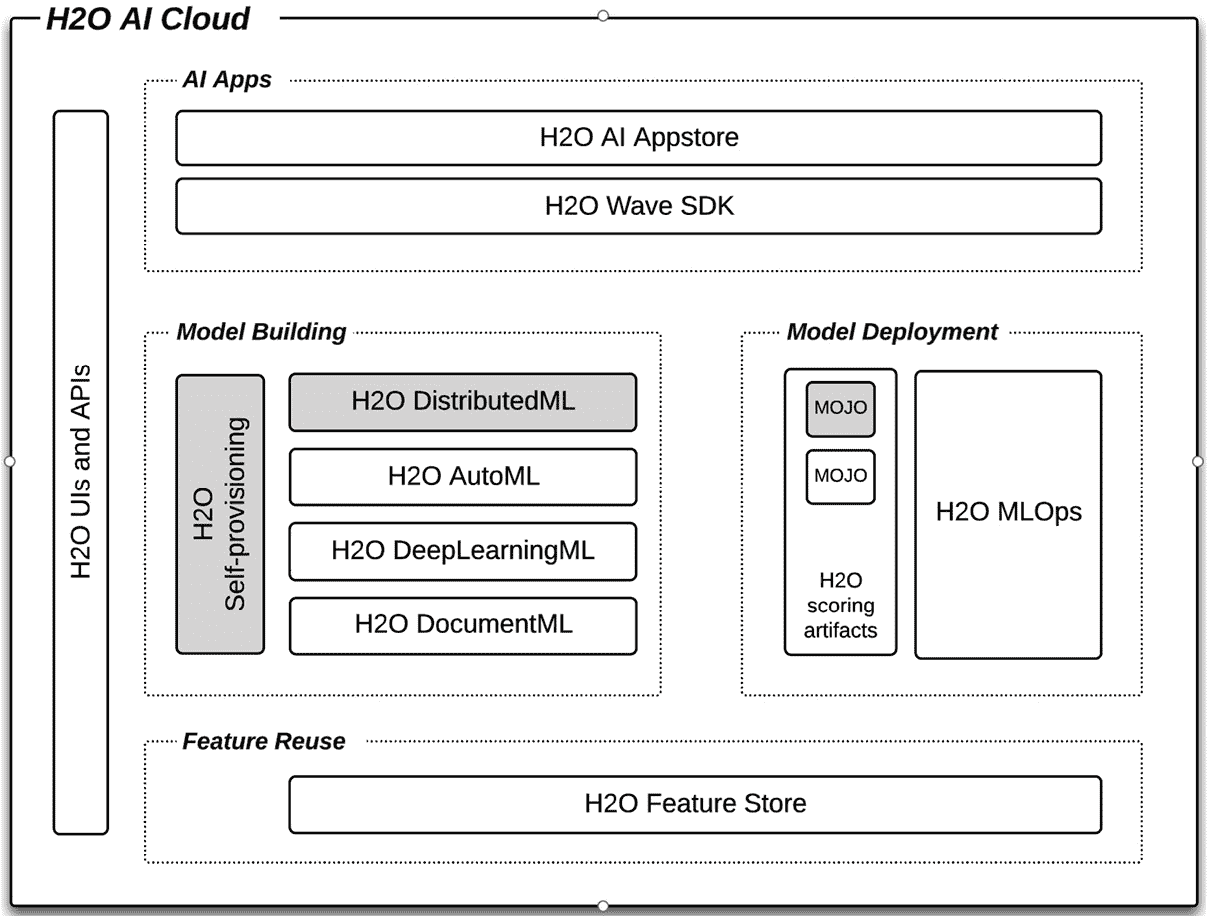 H2O AI Cloud
AI Apps
H2O AI Appstore
H2O Wave SDK
H2O UIs and APIs
Model Building
H2O
Self-provisioning
H2O DistributedML
H2O AutoML
H2O DeepLearningML
H2O DocumentML
Model Deployment
MOJO
MOJO
H2O
scoring
artifacts
H2O MLOps
Feature Reuse
H2O Feature Store